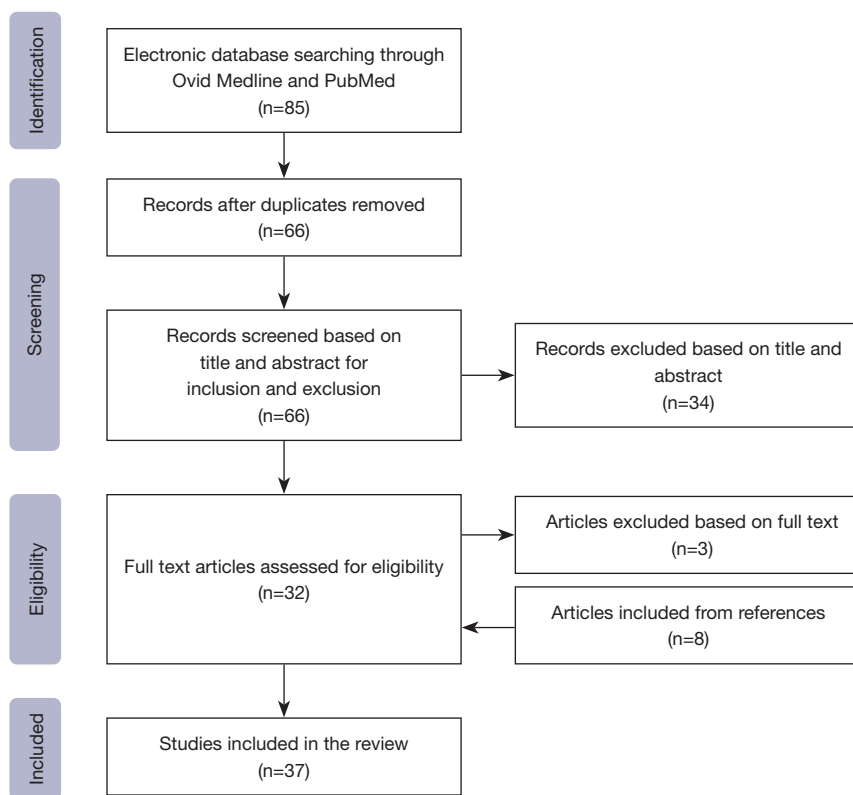 Identification
Electronic database searching through
Ovid Medline and PubMed
(n=85)
Screening
Records after duplicates removed
(n=66)
Records screened based on
title and abstract for
inclusion and exclusion
(n=66)
Records excluded based on title and
abstract
(n=34)
Eligibility
Full text articles assessed for eligibility
(n=32)
Articles excluded based on full text
(n=3)
Articles included from references
(n=8)
Included
Studies included in the review
(n=37)